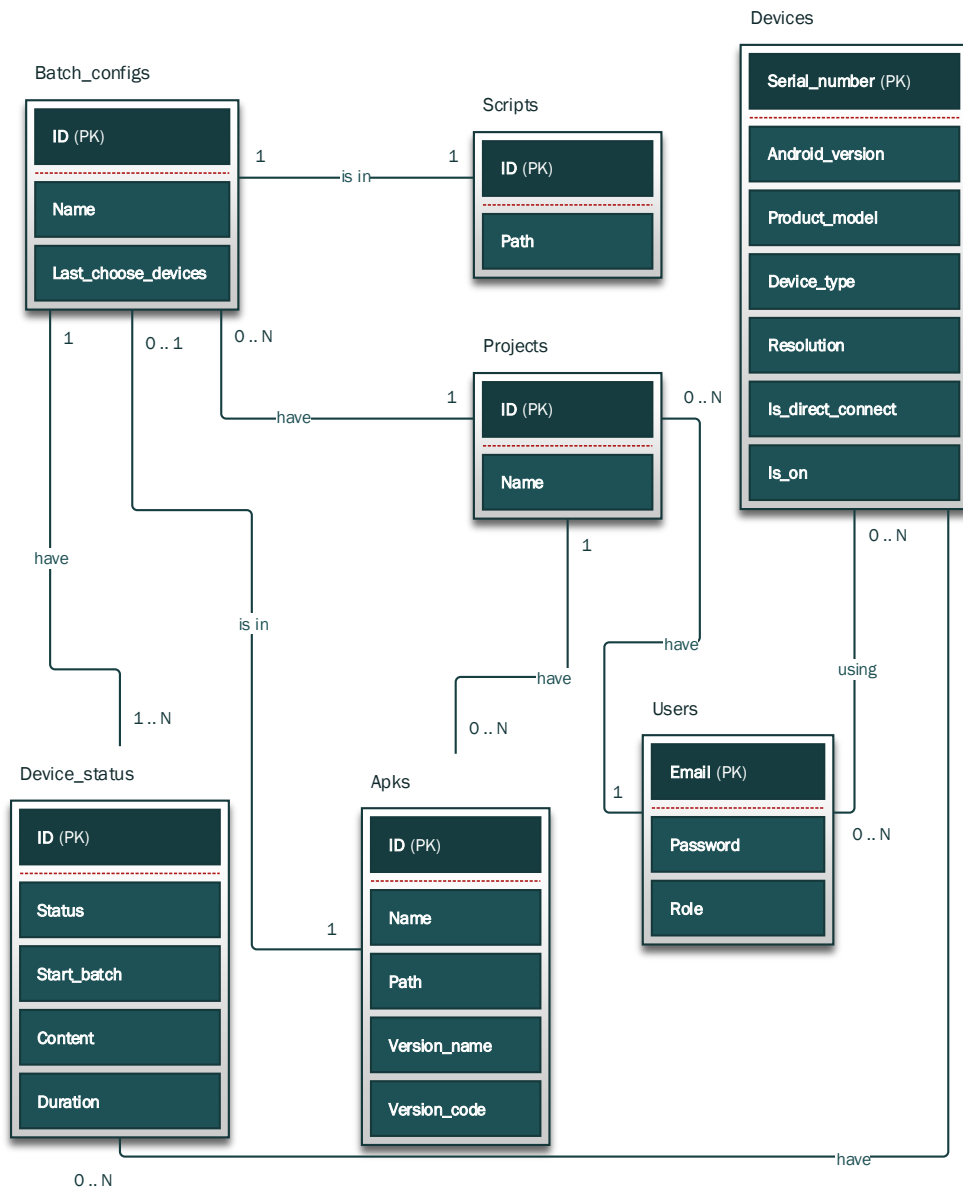 Devices
Serial_number (PK)
Android_version
Product_model
Device_type
Resolution
Is_direct_connect
Is_on
Batch_configs
ID (PK)
Name
Last_choose_devices
Scripts
ID (PK)
Path
1
is in
1
1
0 .. 1
0 .. N
have
1
Projects
ID (PK)
Name
0 .. N
1
0 .. N
have
is in
have
have
using
1 .. N
0 .. N
Users
Email (PK)
Password
Role
1
0 .. N
Device_status
ID (PK)
Status
Start_batch
Content
Duration
Apks
ID (PK)
Name
Path
Version_name
Version_code
1
0 .. N
have